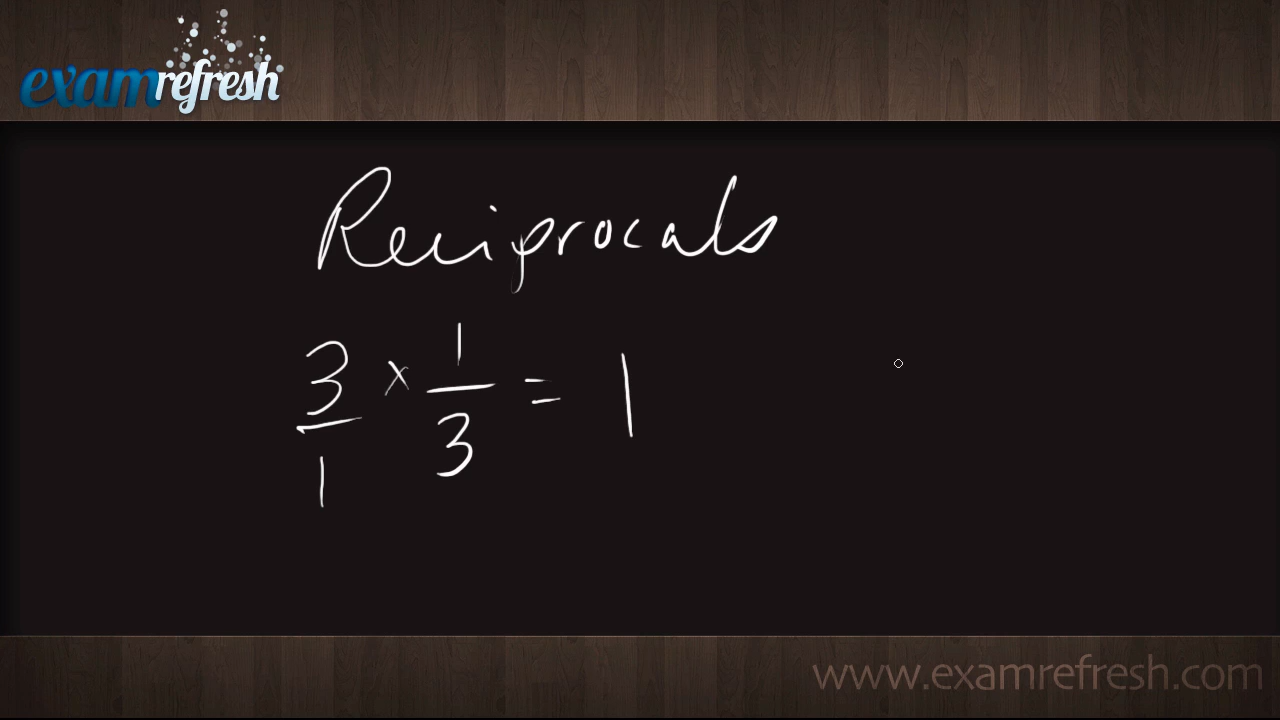 examrefresh
Reciprocals
3/1 × 1/3 = 1
www.examrefresh.com